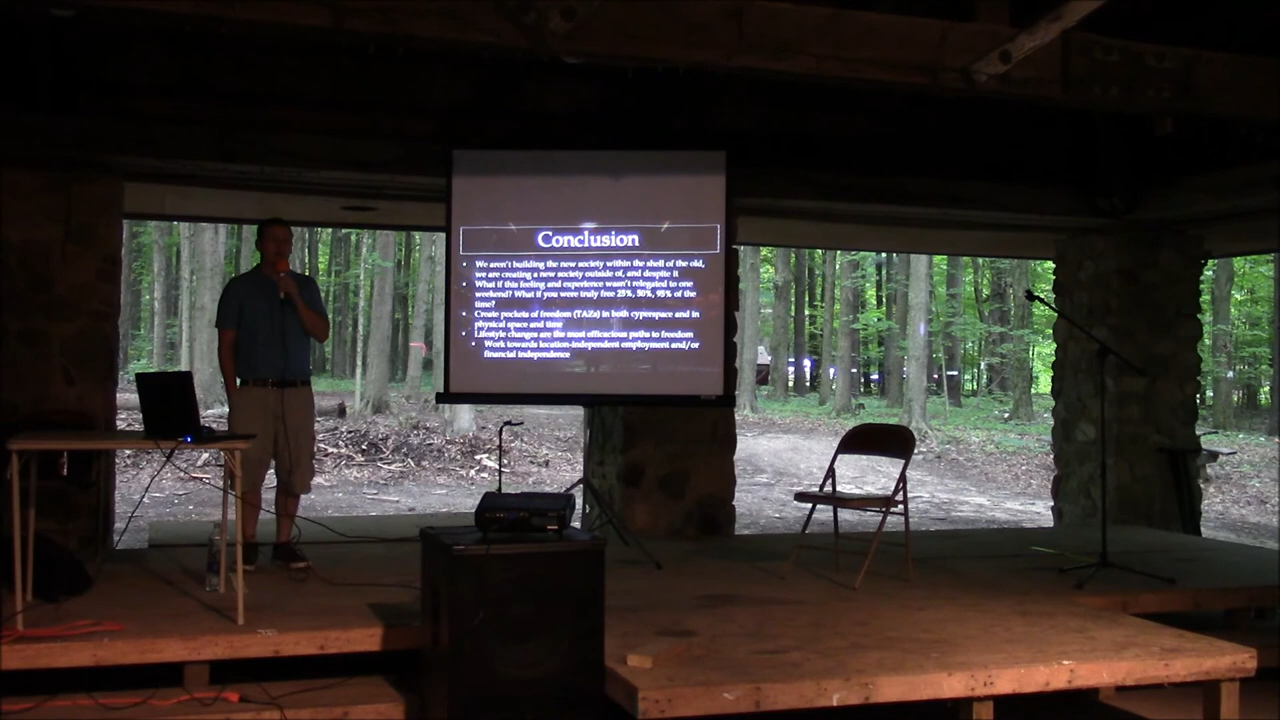 Conclusion
We aren't building the new society within the shell of the old,
we are creating a new society outside of, and despite it
What if this feeling and experience wasn't relegated to one
weekend? What if you were truly free 25%, 50%, 95% of the
time?
Create pockets of freedom (TAZs) in both cyperspace and in
physical space and time
Lifestyle changes are the most efficacious paths to freedom
Work towards location-independent employment and/or
financial independence